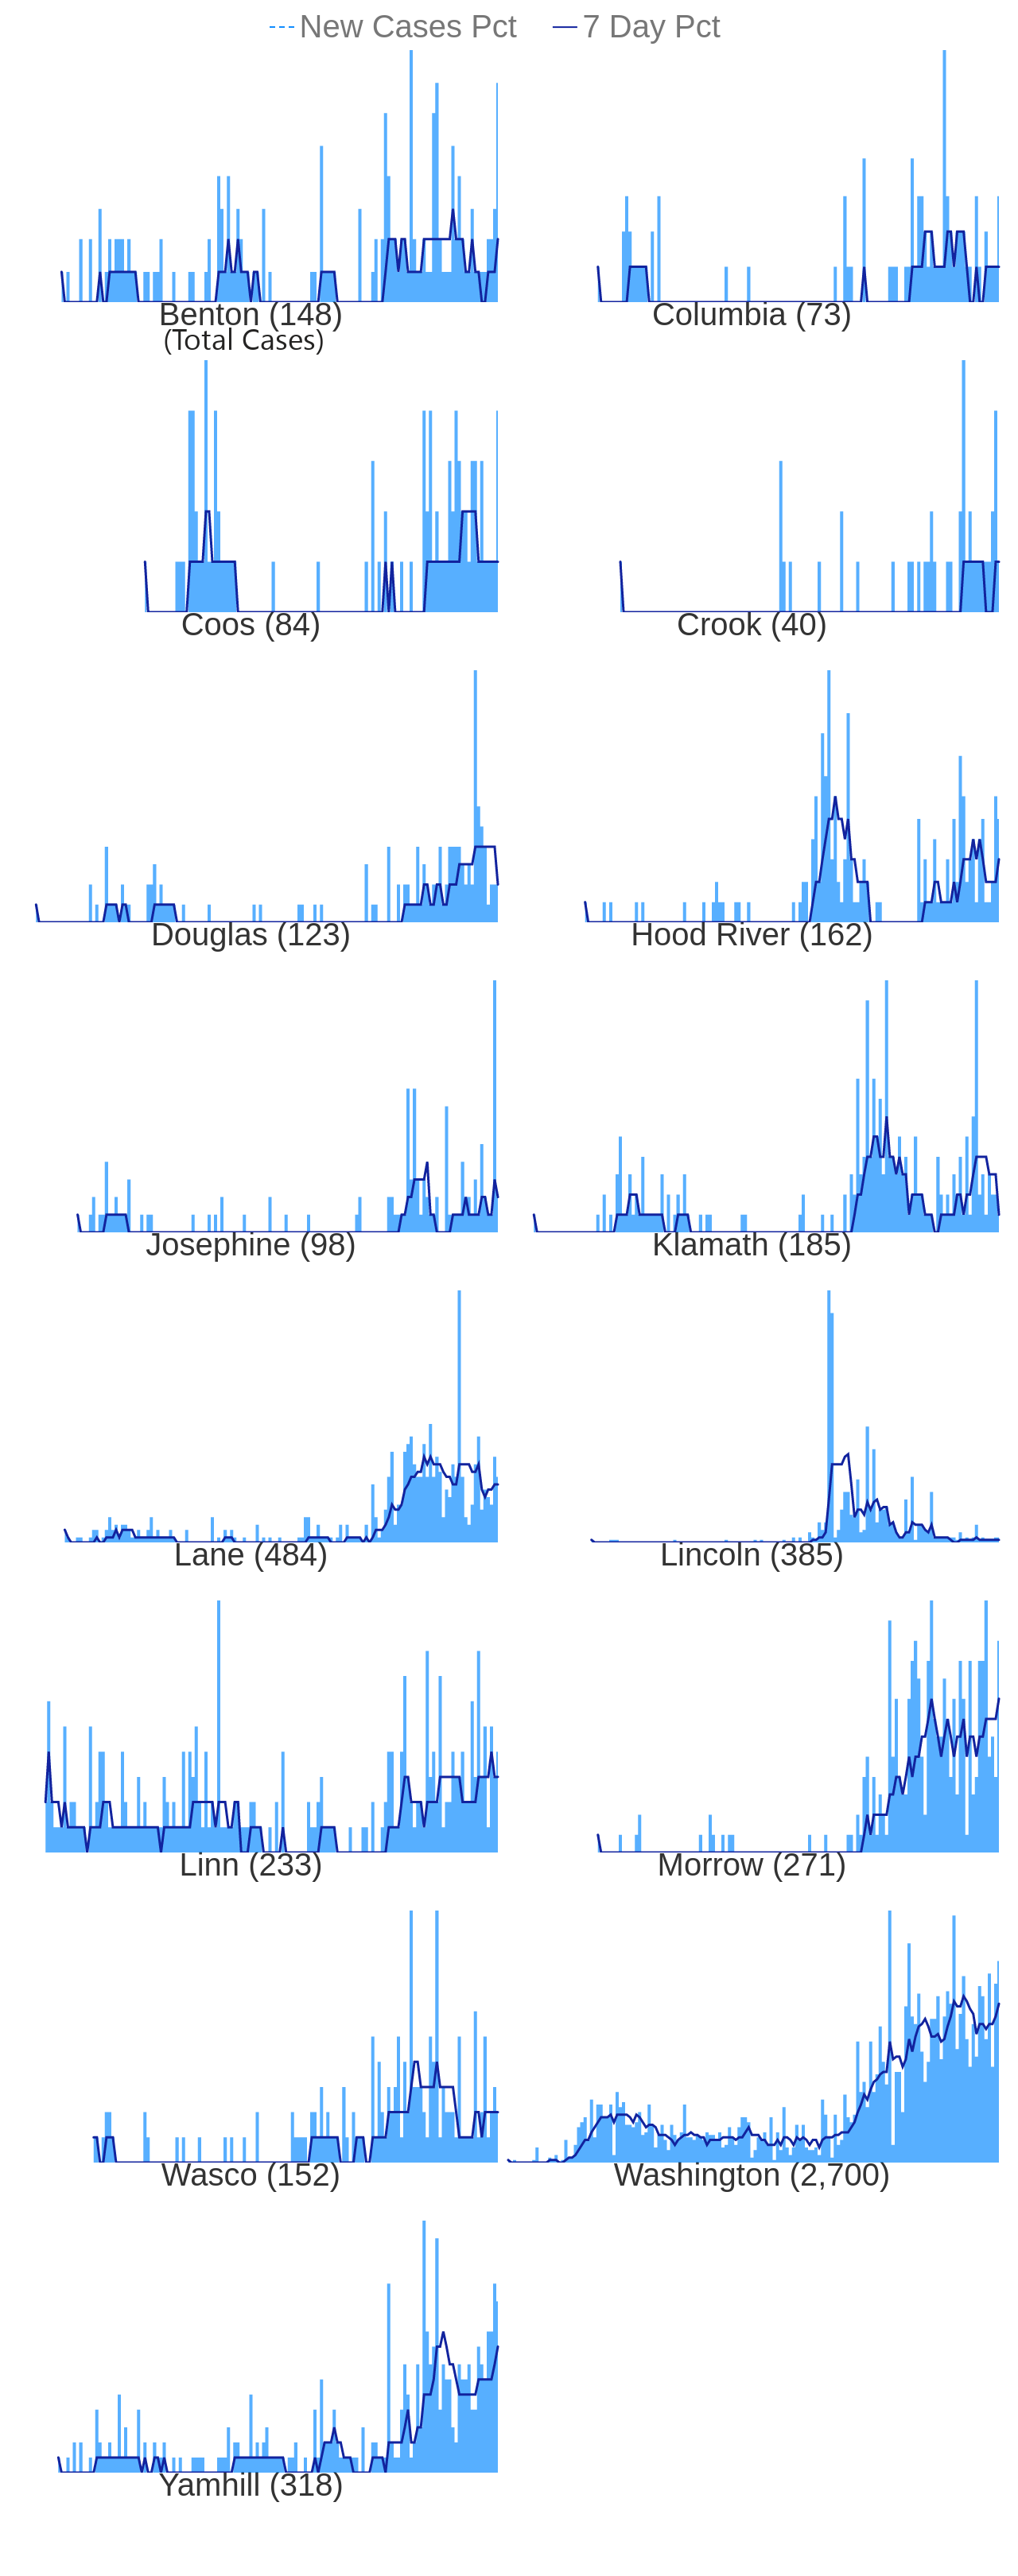 New Cases Pct 7 Day Pct
Benton (148) Columbia (73)
(Total Cases)
Coos (84) Crook (40)
Douglas (123) Hood River (162)
Josephine (98) Klamath (185)
Lane (484) Lincoln (385)
Linn (233) Morrow (271)
Wasco (152) Washington (2,700)
Yamhill (318)